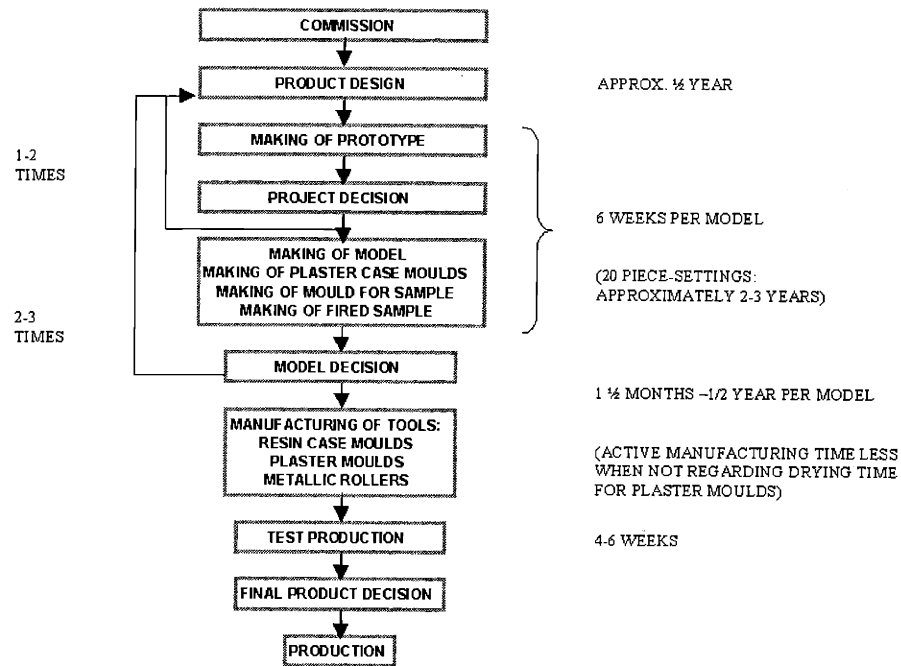 COMMISSION
PRODUCT DESIGN
APPROX. ½ YEAR
MAKING OF PROTOTYPE
1-2
TIMES
PROJECT DECISION
6 WEEKS PER MODEL
MAKING OF MODEL
MAKING OF PLASTER CASE MOULDS
MAKING OF MOULD FOR SAMPLE
MAKING OF FIRED SAMPLE
(20 PIECE-SETTINGS:
APPROXIMATELY 2-3 YEARS)
2-3
TIMES
MODEL DECISION
1 ½ MONTHS –1/2 YEAR PER MODEL
MANUFACTURING OF TOOLS:
RESIN CASE MOULDS
PLASTER MOULDS
METALLIC ROLLERS
(ACTIVE MANUFACTURING TIME LESS
WHEN NOT REGARDING DRYING TIME
FOR PLASTER MOULDS)
TEST PRODUCTION
4-6 WEEKS
FINAL PRODUCT DECISION
PRODUCTION